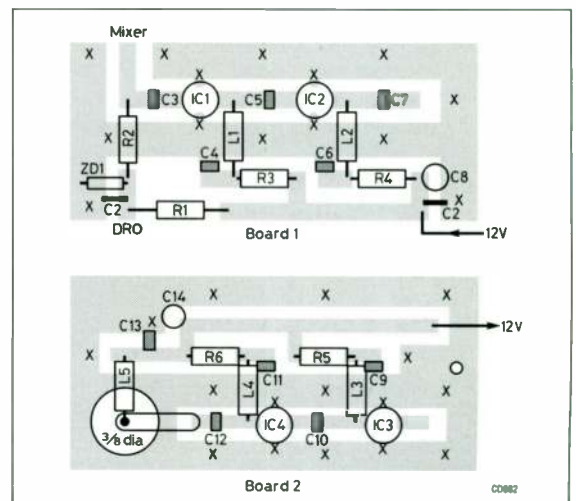 Mixer
X X X X
C3 IC1 C5 IC2 C7 X
R2 X L1 X L2 X
ZD1 C4 C6
R3 R4 C8
X C2 R1 C2 X
DRO Board 1 12V
C14 X X X
C13 X 12V
X R6 R5 X
L5 C11 C9
X L4 X L3 X
3/8 dia C12 IC4 C10 IC3
X X X X
Board 2 CD982